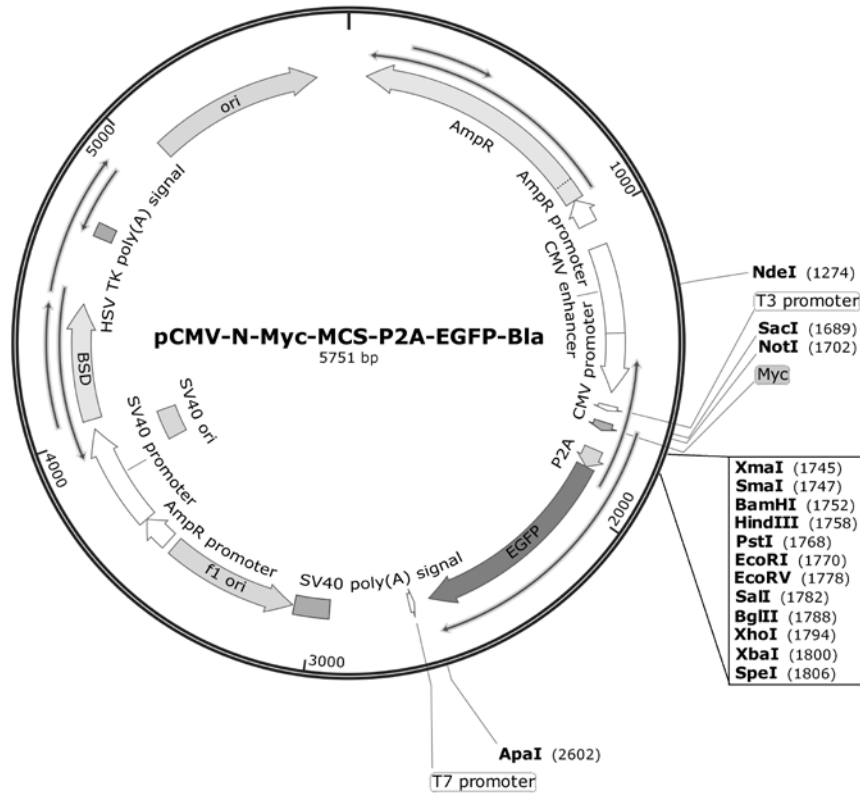 ori
AmpR
5000
1000
HSV TK poly(A) signal
AmpR promoter
CMV enhancer
NdeI (1274)
T3 promoter
pCMV-N-Myc-MCS-P2A-EGFP-Bla
5751 bp
SacI (1689)
NotI (1702)
BSD
CMV promoter
Myc
SV40 ori
SV40 promoter
P2A
4000
XmaI (1745)
SmaI (1747)
BamHI (1752)
HindIII (1758)
PstI (1768)
EcoRI (1770)
EcoRV (1778)
SalI (1782)
BglII (1788)
XhoI (1794)
XbaI (1800)
SpeI (1806)
2000
AmpR promoter
EGFP
f1 ori
SV40 poly(A) signal
3000
ApaI (2602)
T7 promoter